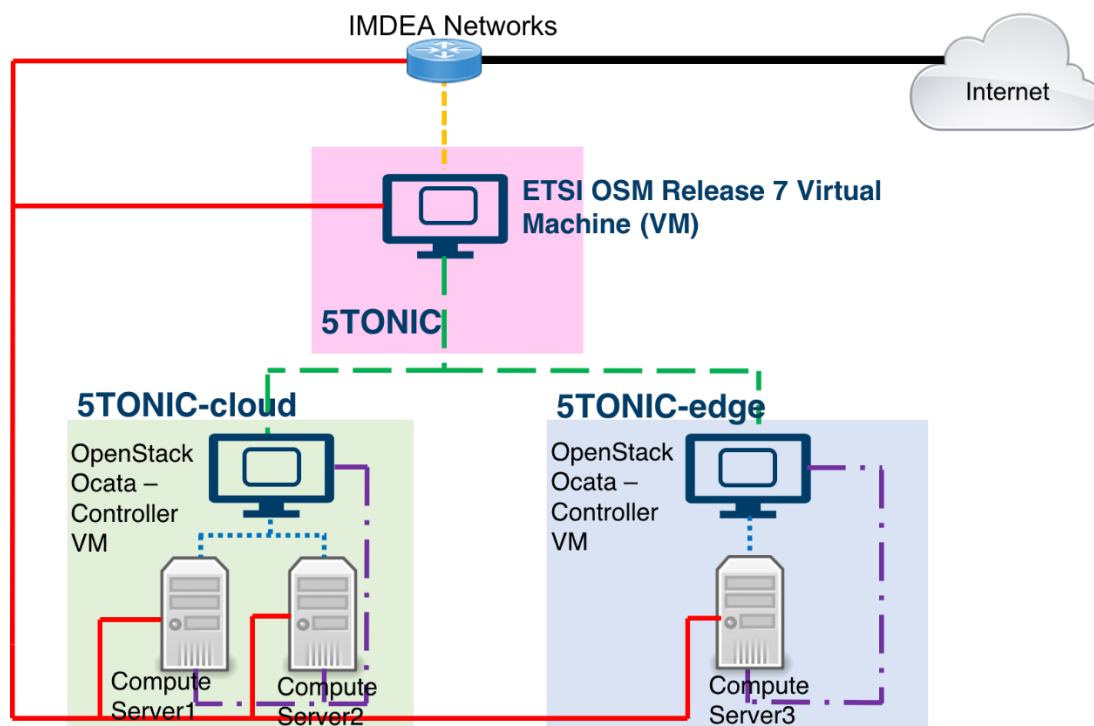 IMDEA Networks
Internet
ETSI OSM Release 7 Virtual
Machine (VM)
5TONIC
5TONIC-cloud
OpenStack
Ocata –
Controller
VM
Compute
Server1
Compute
Server2
5TONIC-edge
OpenStack
Ocata –
Controller
VM
Compute
Server3